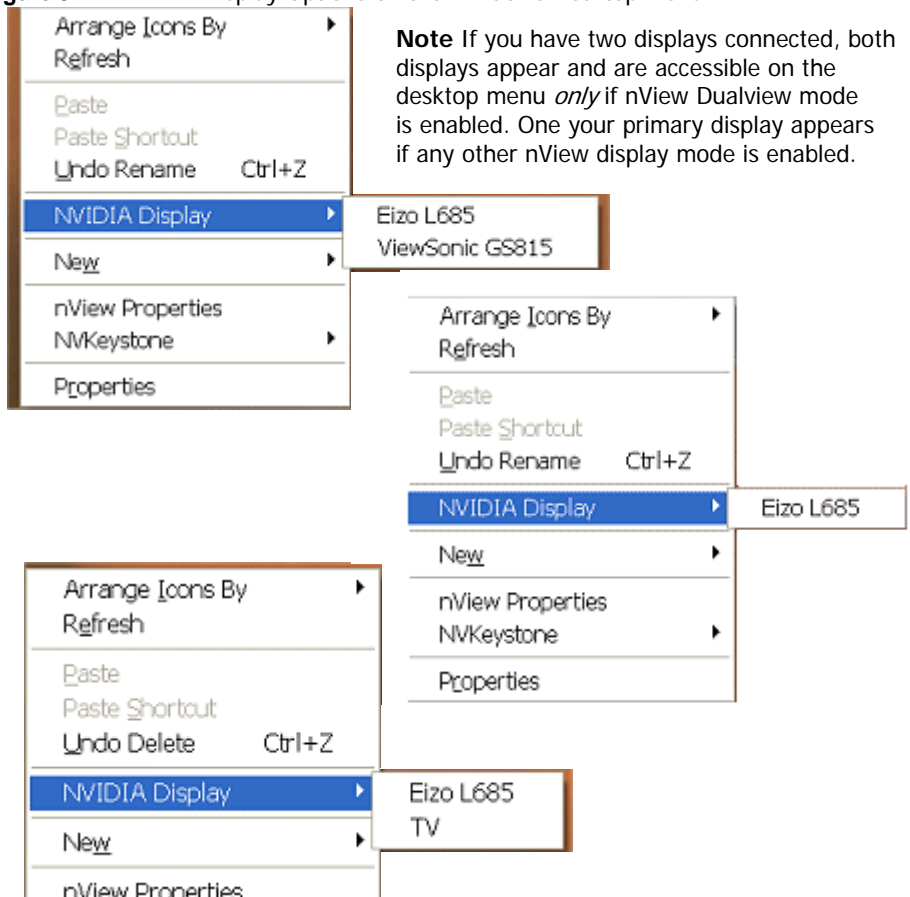 Arrange Icons By
Refresh
Paste
Paste Shortcut
Undo Rename Ctrl+Z
NVIDIA Display
New
nView Properties
NVKeystone
Properties
Eizo L685
ViewSonic GS815
Note If you have two displays connected, both
displays appear and are accessible on the
desktop menu only if nView Dualview mode
is enabled. One your primary display appears
if any other nView display mode is enabled.
Arrange Icons By
Refresh
Paste
Paste Shortcut
Undo Rename Ctrl+Z
NVIDIA Display
New
nView Properties
NVKeystone
Properties
Eizo L685
Arrange Icons By
Refresh
Paste
Paste Shortcut
Undo Delete Ctrl+Z
NVIDIA Display
New
nView Properties
Eizo L685
TV